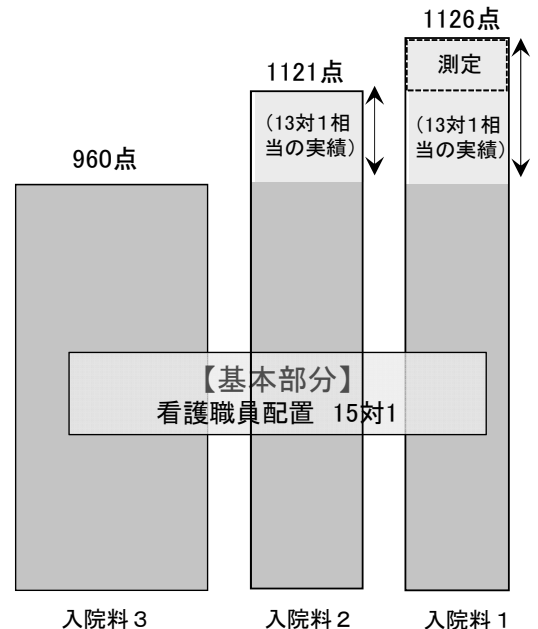 1126点
測定
1121点
(13対1相
当の実績)
(13対1相
当の実績)
960点
【基本部分】
看護職員配置 15対1
入院料3
入院料2
入院料1